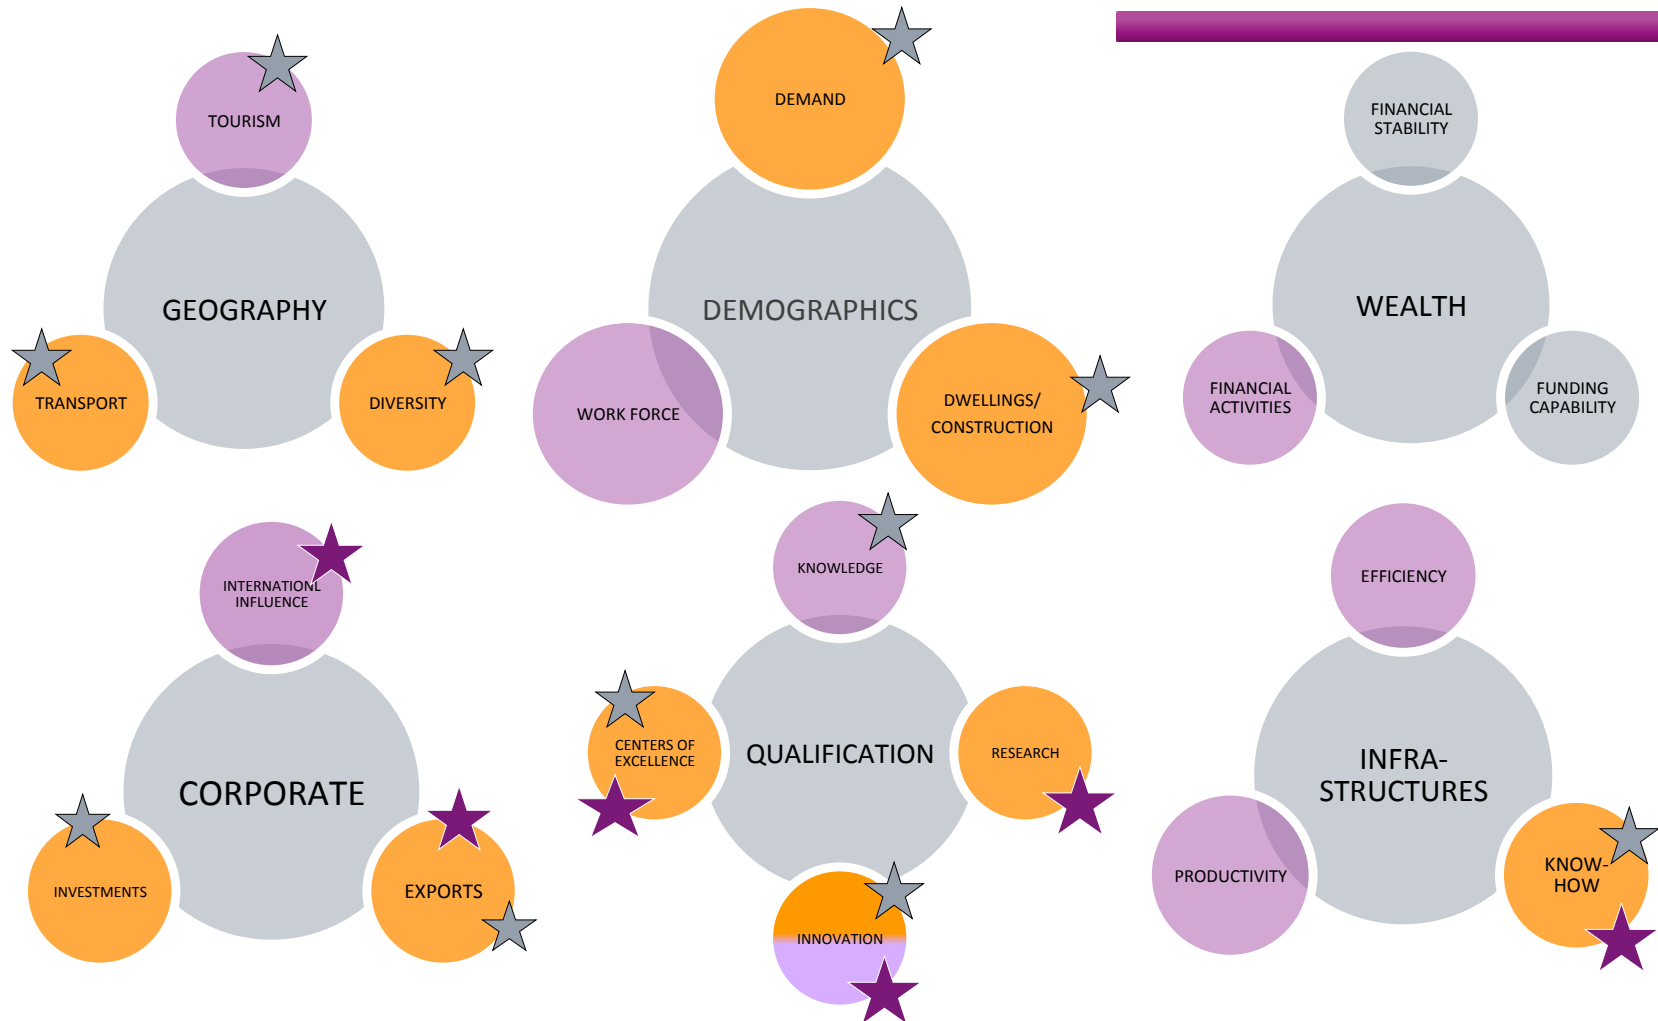 TOURISM
GEOGRAPHY
TRANSPORT
DIVERSITY
DEMAND
DEMOGRAPHICS
WORK FORCE
DWELLINGS/
CONSTRUCTION
FINANCIAL
STABILITY
WEALTH
FINANCIAL
ACTIVITIES
FUNDING
CAPABILITY
INTERNATIONL
INFLUENCE
CORPORATE
INVESTMENTS
EXPORTS
KNOWLEDGE
CENTERS OF
EXCELLENCE
QUALIFICATION
RESEARCH
INNOVATION
EFFICIENCY
INFRA-
STRUCTURES
PRODUCTIVITY
KNOW-
HOW